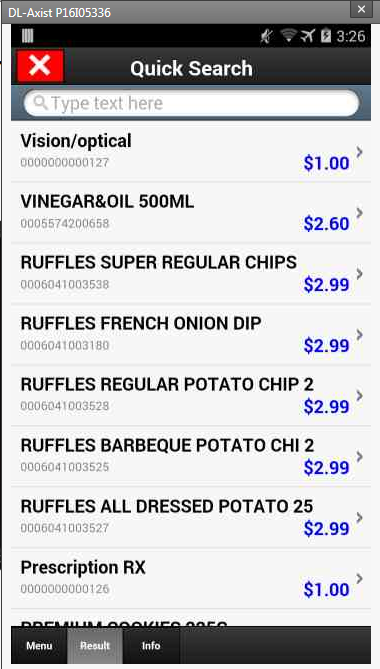 DL-Axist P16I05336
3:26
Quick Search
Type text here
Vision/optical
0000000000127
$1.00
VINEGAR&OIL 500ML
0005574200658
$2.60
RUFFLES SUPER REGULAR CHIPS
0006041003538
$2.99
RUFFLES FRENCH ONION DIP
0006041003180
$2.99
RUFFLES REGULAR POTATO CHIP 2
0006041003528
$2.99
RUFFLES BARBEQUE POTATO CHI 2
0006041003525
$2.99
RUFFLES ALL DRESSED POTATO 25
0006041003527
$2.99
Prescription RX
0000000000126
$1.00
PREMIUM COOKIES
Menu Result Info